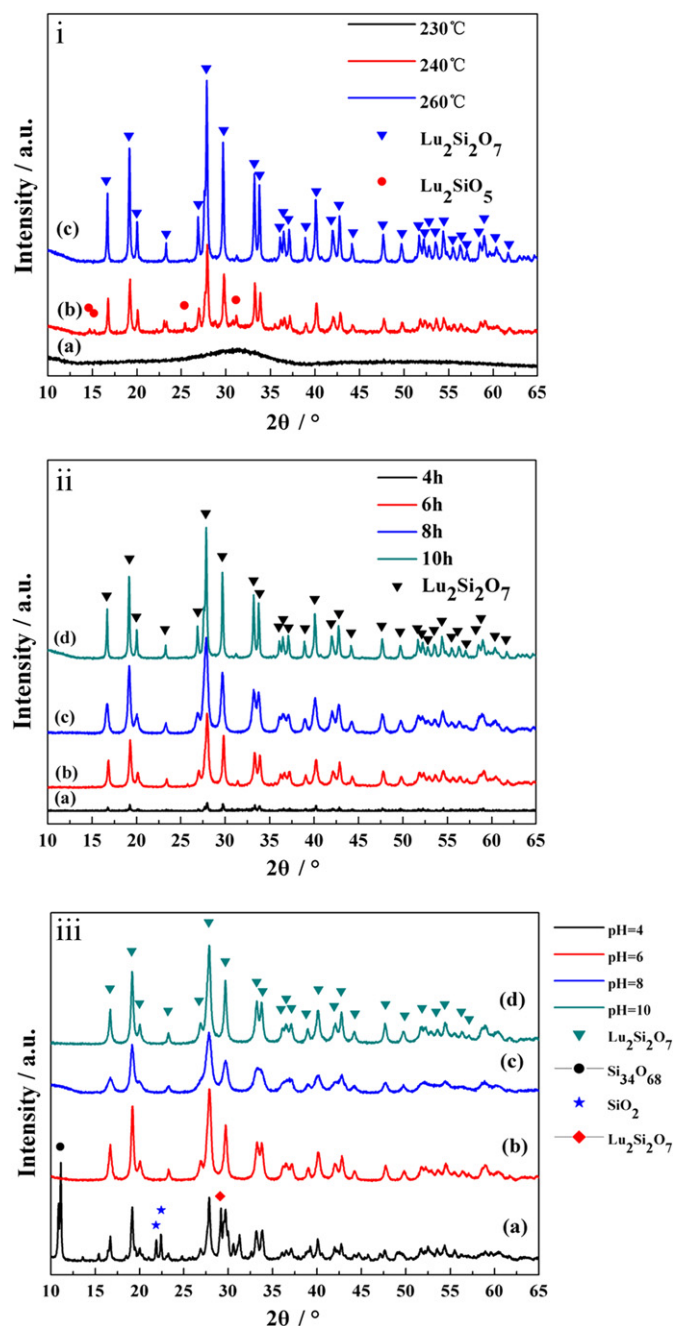 i
230℃
240℃
260℃
Lu2Si2O7
Lu2SiO5
(c)
(b)
(a)
Intensity / a.u.
10 15 20 25 30 35 40 45 50 55 60 65
2θ / °
ii
4h
6h
8h
10h
Lu2Si2O7
(d)
(c)
(b)
(a)
Intensity / a.u.
10 15 20 25 30 35 40 45 50 55 60 65
2θ / °
iii
pH=4
pH=6
pH=8
pH=10
Lu2Si2O7
Si34O68
SiO2
Lu2Si2O7
(d)
(c)
(b)
(a)
Intensity / a.u.
10 15 20 25 30 35 40 45 50 55 60 65
2θ / °